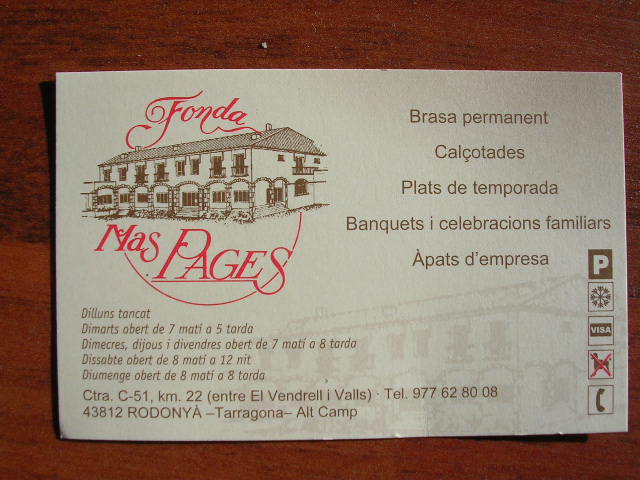 Fonda
Mas PAGES
Brasa permanent
Calçotades
Plats de temporada
Banquets i celebracions familiars
Àpats d'empresa
P
VISA
Dilluns tancat
Dimarts obert de 7 matí a 5 tarda
Dimecres, dijous i divendres obert de 7 matí a 8 tarda
Dissabte obert de 8 matí a 12 nit
Diumenge obert de 8 matí a 8 tarda
Ctra. C-51, km. 22 (entre El Vendrell i Valls) · Tel. 977 62 80 08
43812 RODONYÀ –Tarragona– Alt Camp